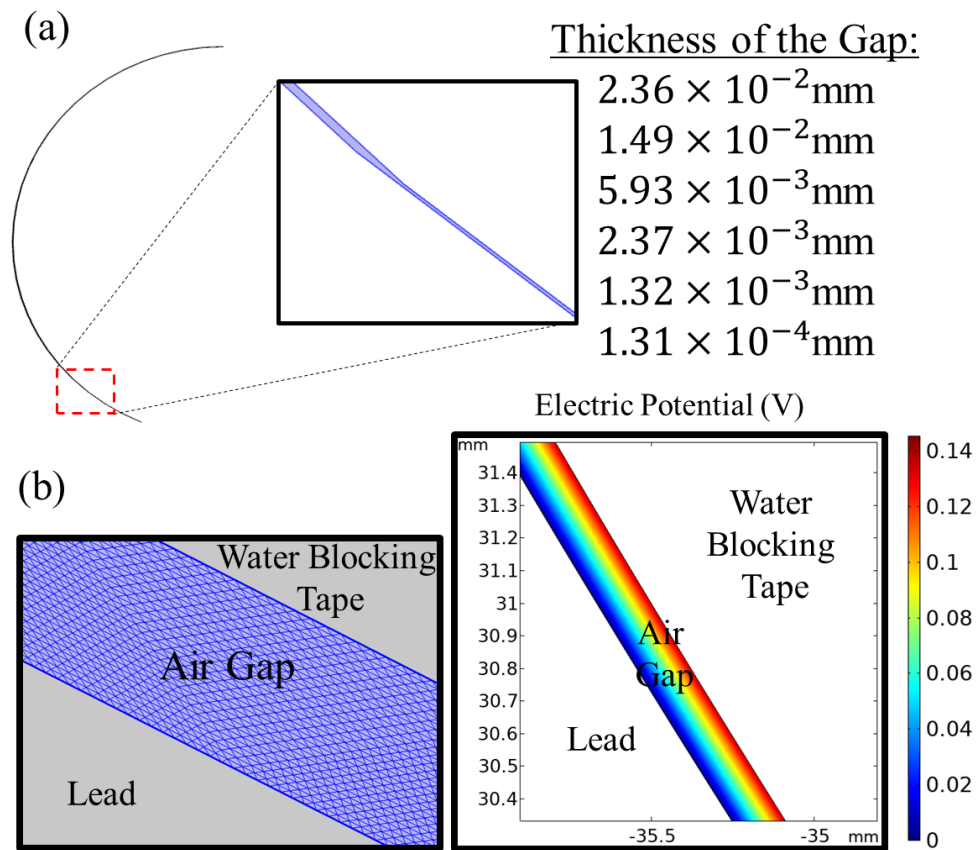 (a)
Thickness of the Gap:
2.36 × 10⁻²mm
1.49 × 10⁻²mm
5.93 × 10⁻³mm
2.37 × 10⁻³mm
1.32 × 10⁻³mm
1.31 × 10⁻⁴mm
(b)
Water Blocking
Tape
Air Gap
Lead
Electric Potential (V)
mm
31.4
31.3
31.2
31.1
31
30.9
30.8
30.7
30.6
30.5
30.4
Water
Blocking
Tape
Air
Gap
Lead
-35.5
-35
mm
0.14
0.12
0.1
0.08
0.06
0.04
0.02
0